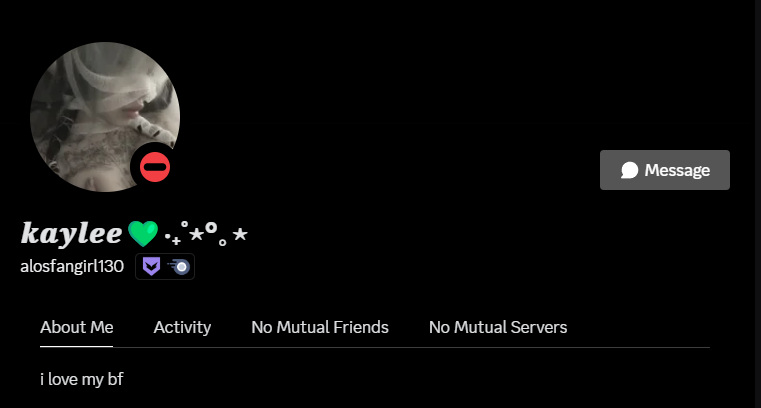 Message
kaylee 💚 ‧₊˚⋆º。⋆
alosfangirl130
About Me Activity No Mutual Friends No Mutual Servers
i love my bf